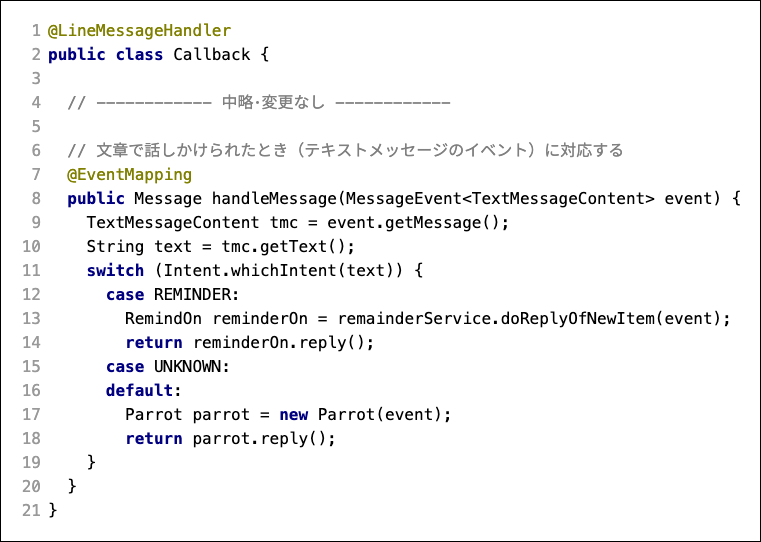 1 @LineMessageHandler
2 public class Callback {
3
4   // ------------ 中略·変更なし ------------
5
6   // 文章で話しかけられたとき（テキストメッセージのイベント）に対応する
7   @EventMapping
8   public Message handleMessage(MessageEvent<TextMessageContent> event) {
9     TextMessageContent tmc = event.getMessage();
10     String text = tmc.getText();
11     switch (Intent.whichIntent(text)) {
12       case REMINDER:
13         RemindOn reminderOn = remainderService.doReplyOfNewItem(event);
14         return reminderOn.reply();
15       case UNKNOWN:
16       default:
17         Parrot parrot = new Parrot(event);
18         return parrot.reply();
19     }
20   }
21 }